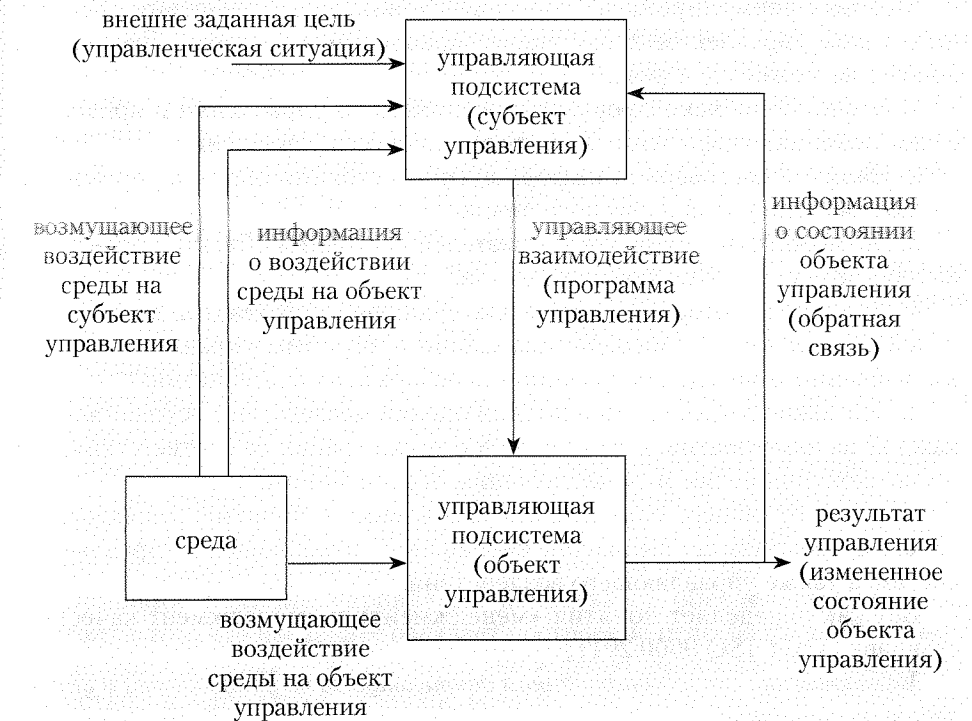 внешне заданная цель
(управленческая ситуация)
управляющая
подсистема
(субъект
управления)
возмущающее
воздействие
среды на
субъект
управления
информация
о воздействии
среды на объект
управления
управляющее
взаимодействие
(программа
управления)
информация
о состоянии
объекта
управления
(обратная
связь)
среда
управляющая
подсистема
(объект
управления)
результат
управления
(измененное
состояние
объекта
управления)
возмущающее
воздействие
среды на объект
управления